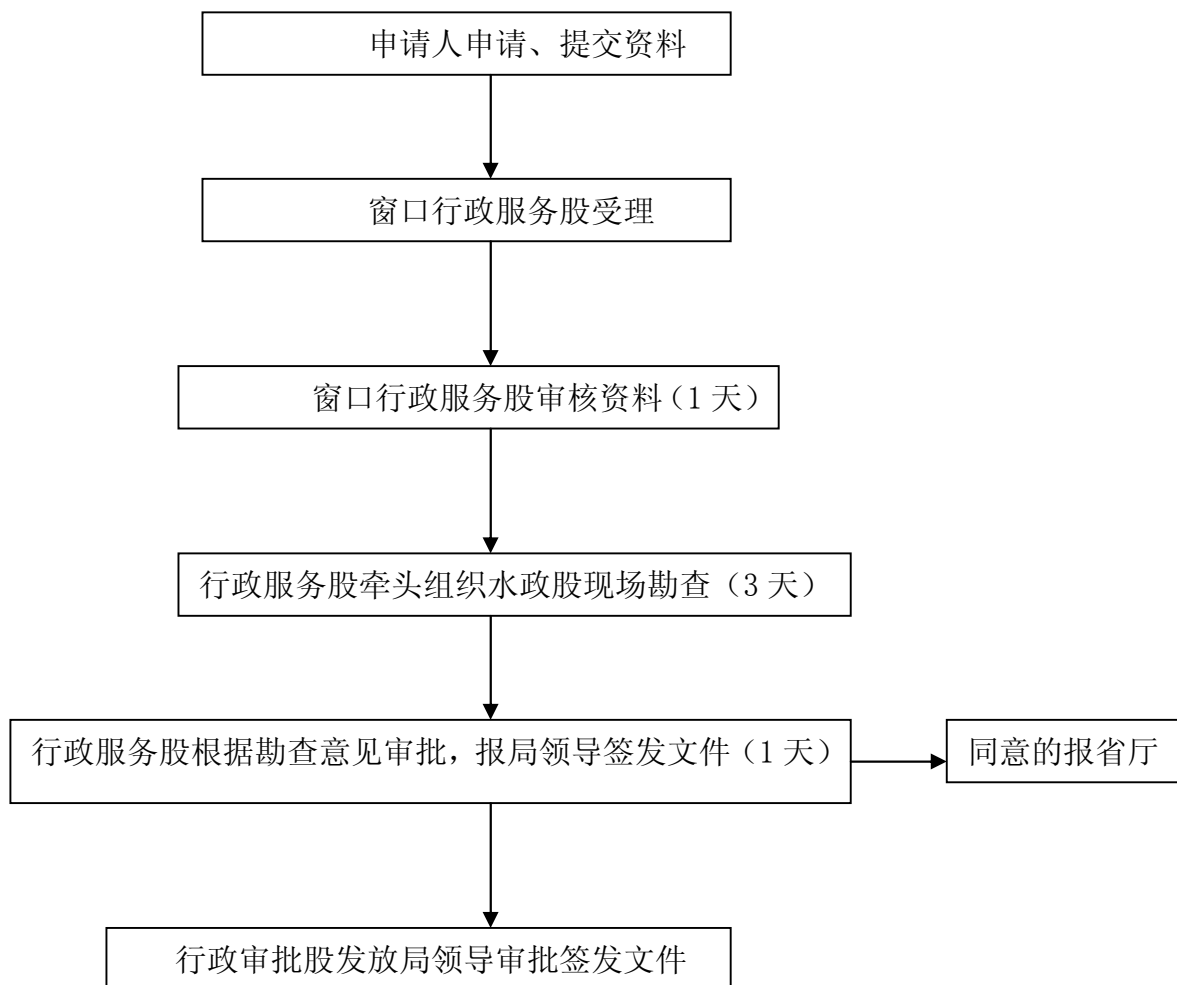 申请人申请、提交资料
窗口行政服务股受理
窗口行政服务股审核资料（1 天）
行政服务股牵头组织水政股现场勘查（3 天）
行政服务股根据勘查意见审批，报局领导签发文件（1 天）
同意的报省厅
行政审批股发放局领导审批签发文件